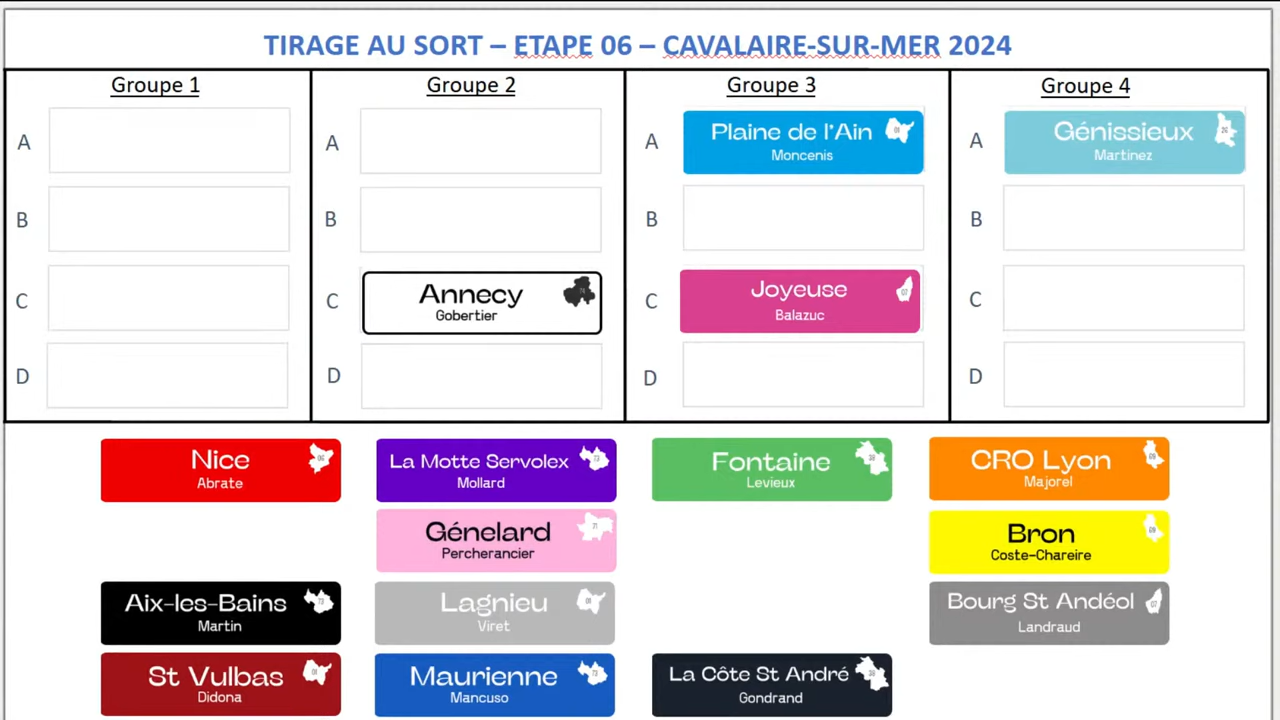 TIRAGE AU SORT – ETAPE 06 – CAVALAIRE-SUR-MER 2024
Groupe 1
A
B
C
D
Groupe 2
A
B
C
Annecy
Gobertier
D
Groupe 3
A
Plaine de l'Ain
Moncenis
B
C
Joyeuse
Balazuc
D
Groupe 4
A
Génissieux
Martinez
B
C
D
Nice
Abrate
La Motte Servolex
Mollard
Fontaine
Levieux
CRO Lyon
Majorel
Génelard
Percherancier
Bron
Coste-Chareire
Aix-les-Bains
Martin
Lagnieu
Viret
Bourg St Andéol
Landraud
St Vulbas
Didona
Maurienne
Mancuso
La Côte St André
Gondrand